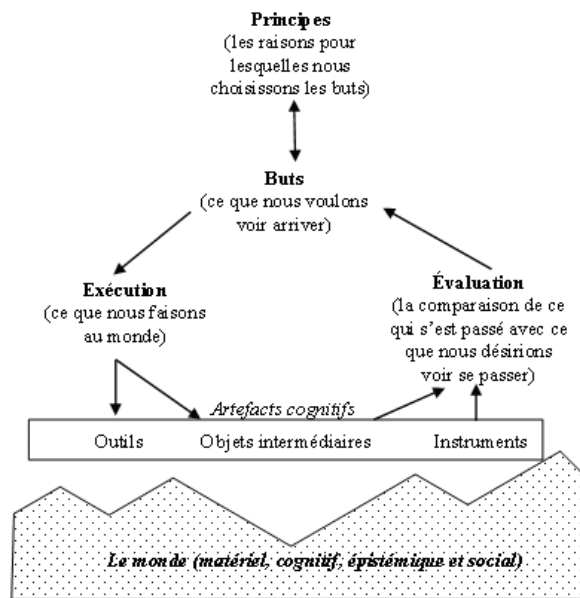 Principes
(les raisons pour
lesquelles nous
choisissons les buts)
Buts
(ce que nous voulons
voir arriver)
Exécution
(ce que nous faisons
au monde)
Évaluation
(la comparaison de ce
qui s'est passé avec ce
que nous désirions
voir se passer)
Artefacts cognitifs
Outils Objets intermédiaires Instruments
Le monde (matériel, cognitif, épistémique et social)